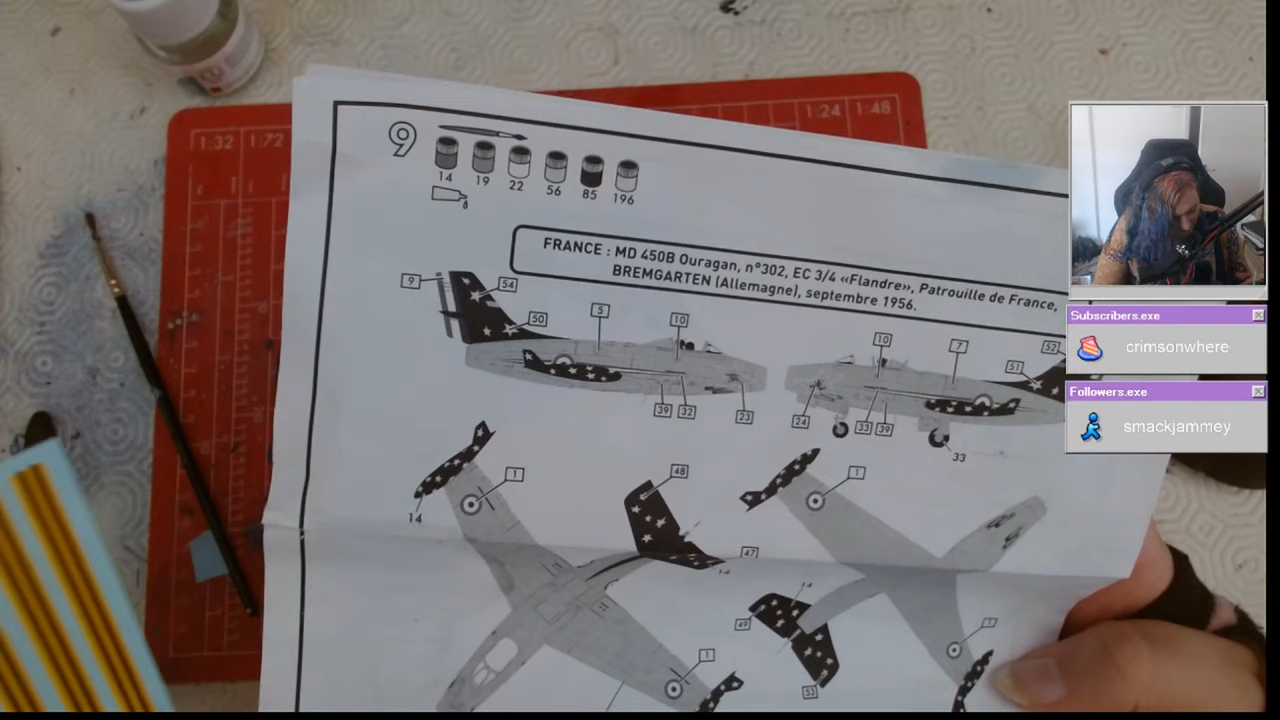 1:32 1:72
1:24 1:48
9
14 19 22 56 85 196
FRANCE : MD 450B Ouragan, n°302, EC 3/4 «Flandre», Patrouille de France,
BREMGARTEN (Allemagne), septembre 1956.
9 54 50 5 10
39 32 23
10 7 51 52
24 33 39
33
1 48
14
1
47
49
53
1
1
Subscribers.exe
crimsonwhere
Followers.exe
smackjammey